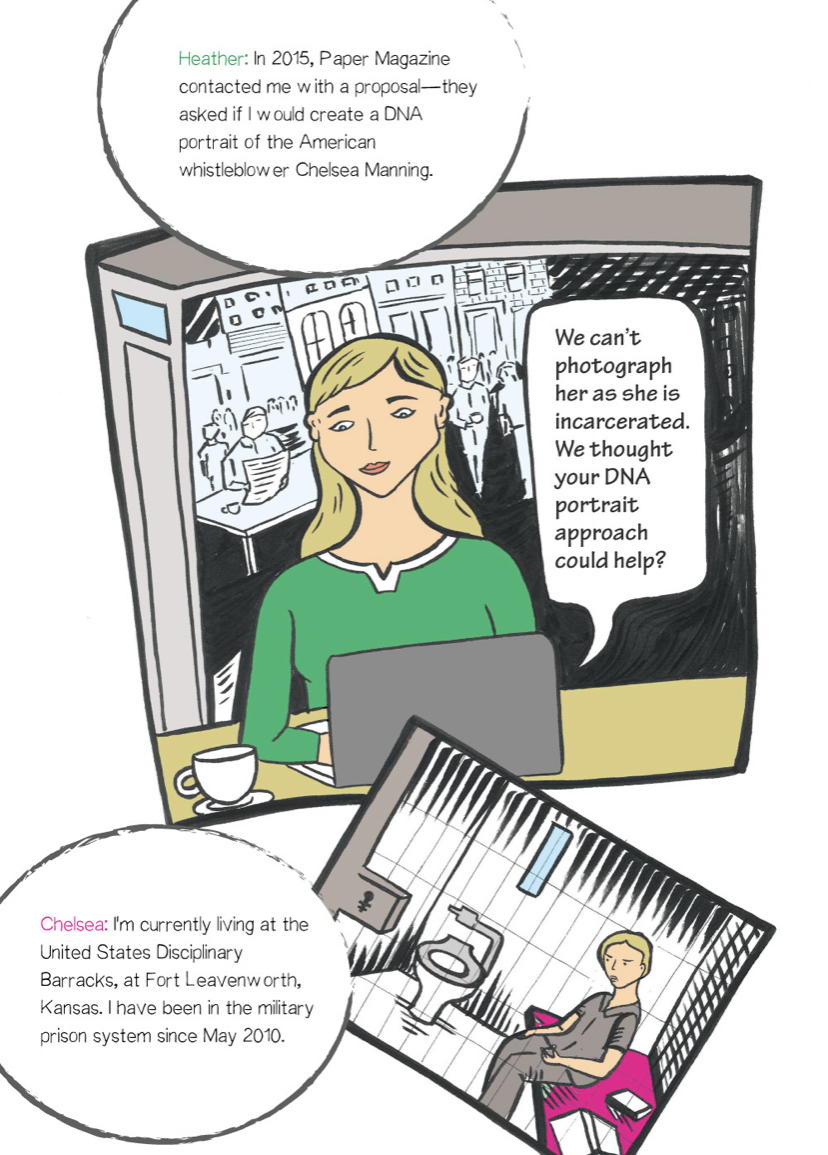 Heather: In 2015, Paper Magazine
contacted me with a proposal—they
asked if I would create a DNA
portrait of the American
whistleblower Chelsea Manning.
We can't
photograph
her as she is
incarcerated.
We thought
your DNA
portrait
approach
could help?
Chelsea: I'm currently living at the
United States Disciplinary
Barracks, at Fort Leavenworth,
Kansas. I have been in the military
prison system since May 2010.